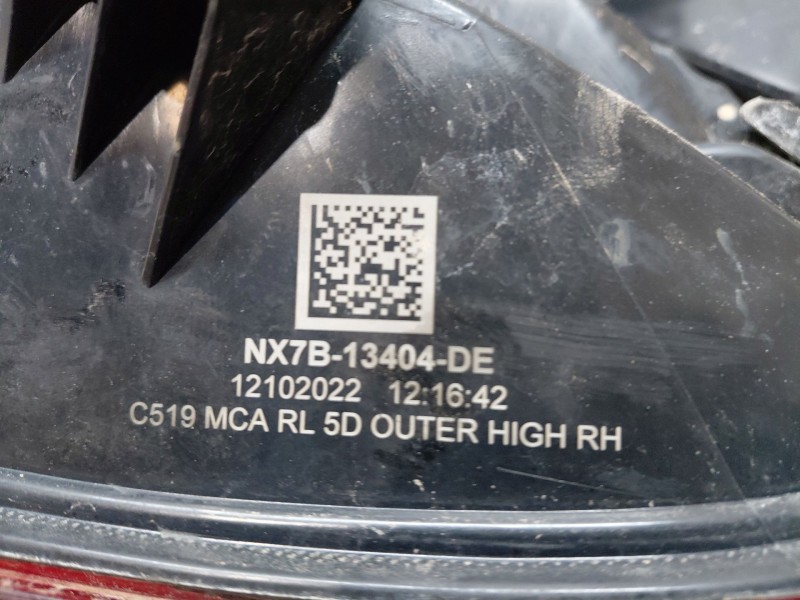 NX7B-13404-DE
12102022 12:16:42
C519 MCA RL 5D OUTER HIGH RH